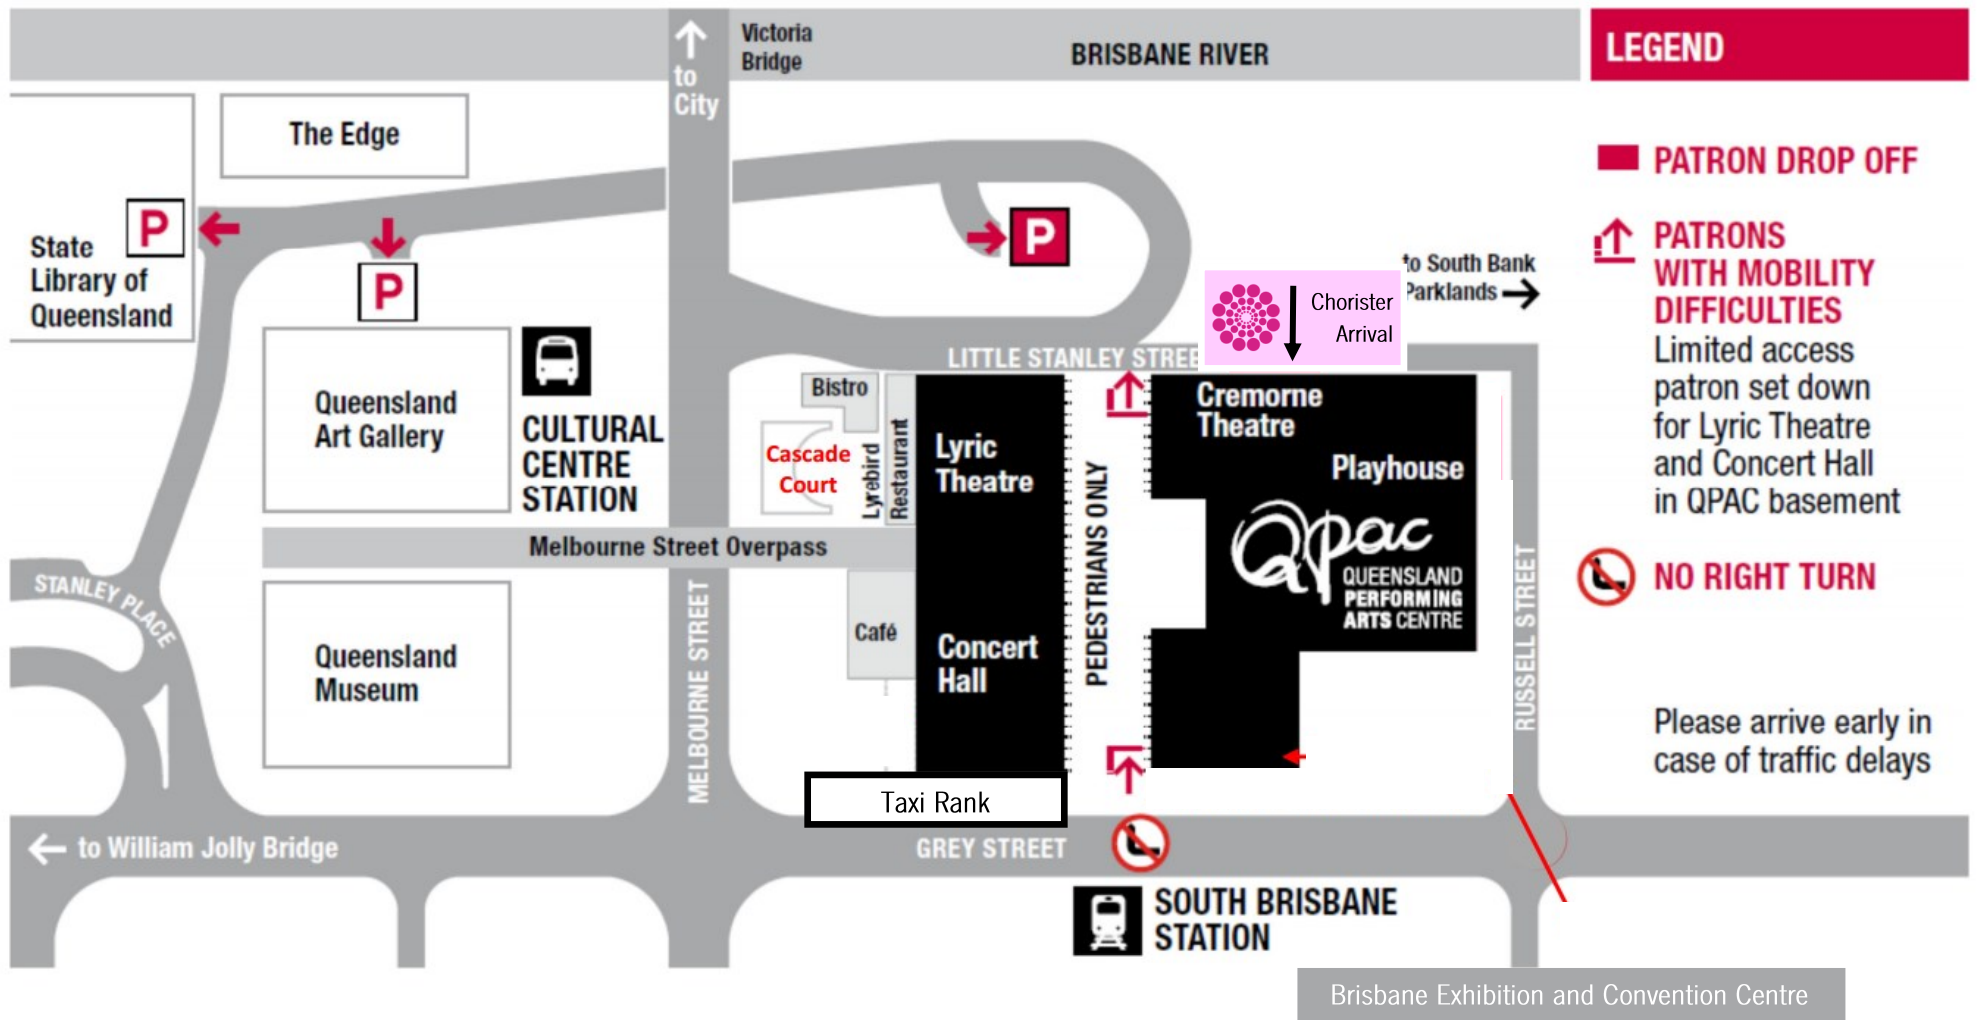 Victoria
Bridge
BRISBANE RIVER
to
City
LEGEND
The Edge
PATRON DROP OFF
P
State
Library of
Queensland
P
P
PATRONS
WITH MOBILITY
DIFFICULTIES
Limited access
patron set down
for Lyric Theatre
and Concert Hall
in QPAC basement
to South Bank
Parklands
Chorister
Arrival
LITTLE STANLEY STREE
Queensland
Art Gallery
CULTURAL
CENTRE
STATION
Bistro
Cascade
Court
Lyrebird
Restaurant
Lyric
Theatre
PEDESTRIANS ONLY
Cremorne
Theatre
Playhouse
Qpac
QUEENSLAND
PERFORMING
ARTS CENTRE
Melbourne Street Overpass
NO RIGHT TURN
STANLEY PLACE
Queensland
Museum
MELBOURNE STREET
Café
Concert
Hall
RUSSELL STREET
Please arrive early in
case of traffic delays
Taxi Rank
to William Jolly Bridge
GREY STREET
SOUTH BRISBANE
STATION
Brisbane Exhibition and Convention Centre